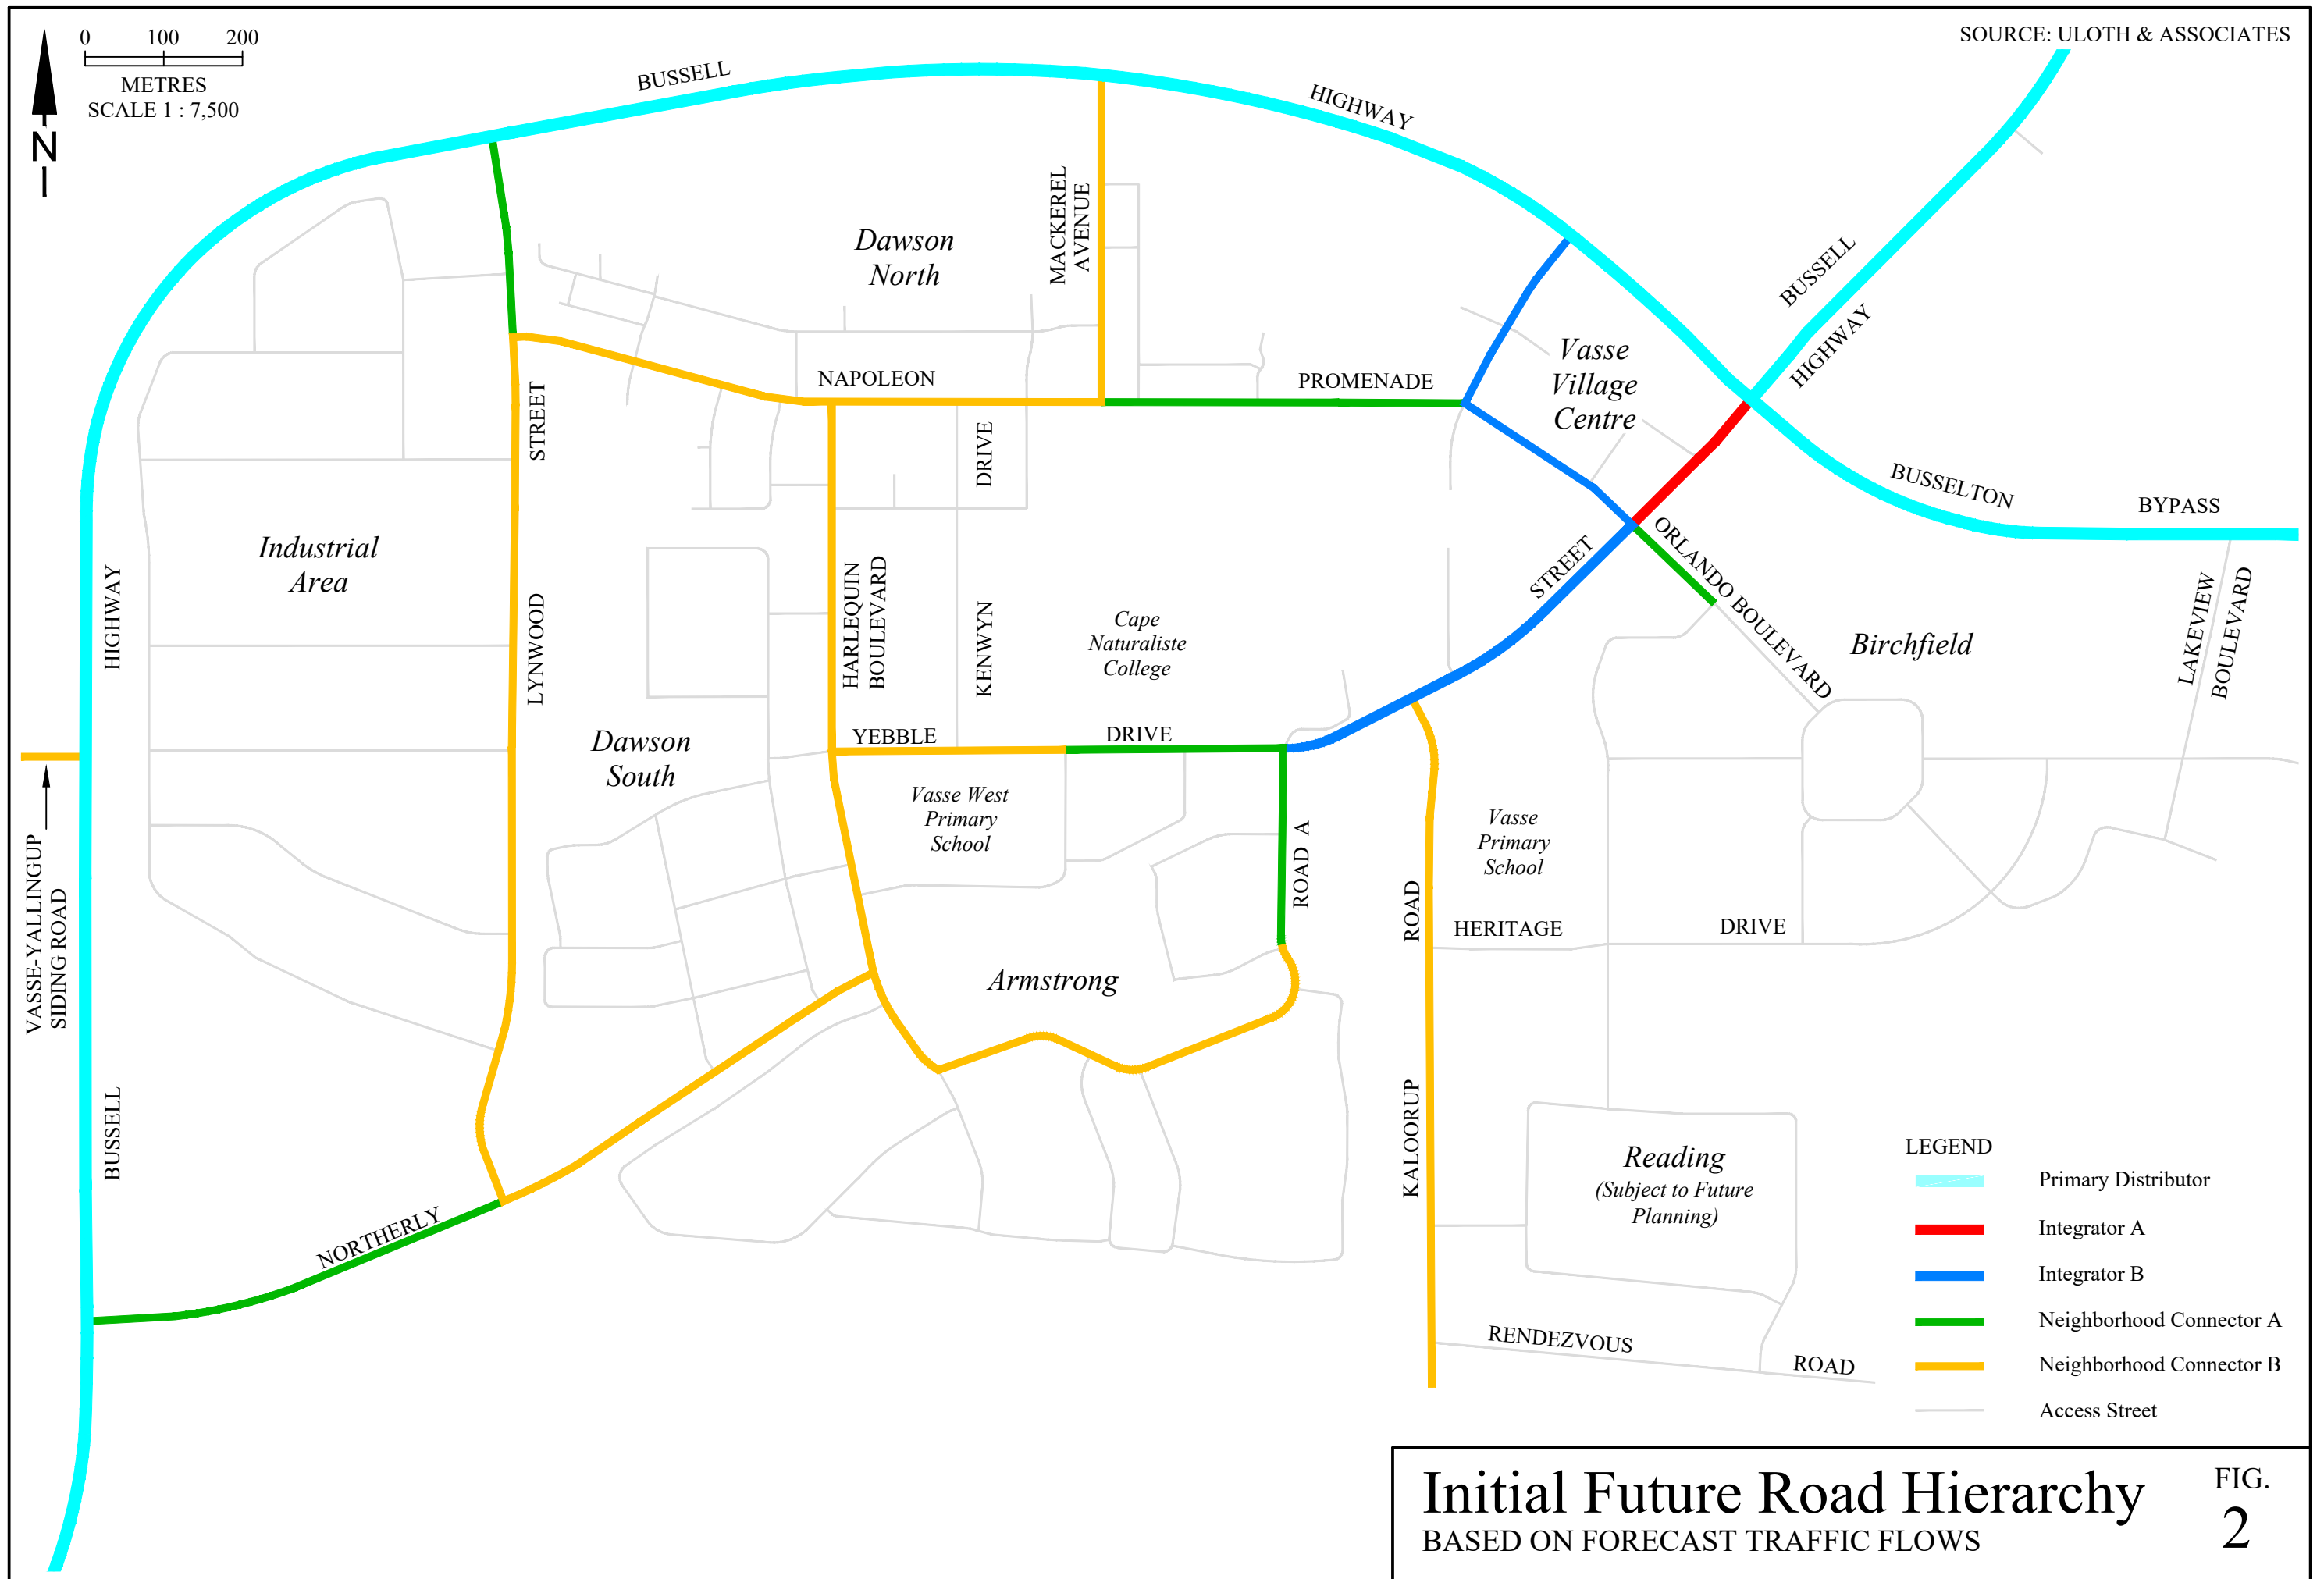 SOURCE: ULOTH & ASSOCIATES
0 100 200
METRES
SCALE 1 : 7,500
N
BUSSELL
HIGHWAY
MACKEREL
AVENUE
Dawson
North
BUSSELL
HIGHWAY
Vasse
Village
Centre
NAPOLEON
PROMENADE
STREET
DRIVE
BUSSELTON
BYPASS
Industrial
Area
HIGHWAY
LYNWOOD
HARLEQUIN
BOULEVARD
KENWYN
Cape
Naturaliste
College
STREET
ORLANDO BOULEVARD
Birchfield
LAKEVIEW
BOULEVARD
Dawson
South
YEBBLE
DRIVE
Vasse West
Primary
School
ROAD A
Vasse
Primary
School
VASSE-YALLINGUP
SIDING ROAD
ROAD
HERITAGE
DRIVE
Armstrong
BUSSELL
KALOORUP
Reading
(Subject to Future
Planning)
NORTHERLY
RENDEZVOUS
ROAD
LEGEND
Primary Distributor
Integrator A
Integrator B
Neighborhood Connector A
Neighborhood Connector B
Access Street
Initial Future Road Hierarchy
BASED ON FORECAST TRAFFIC FLOWS
FIG.
2